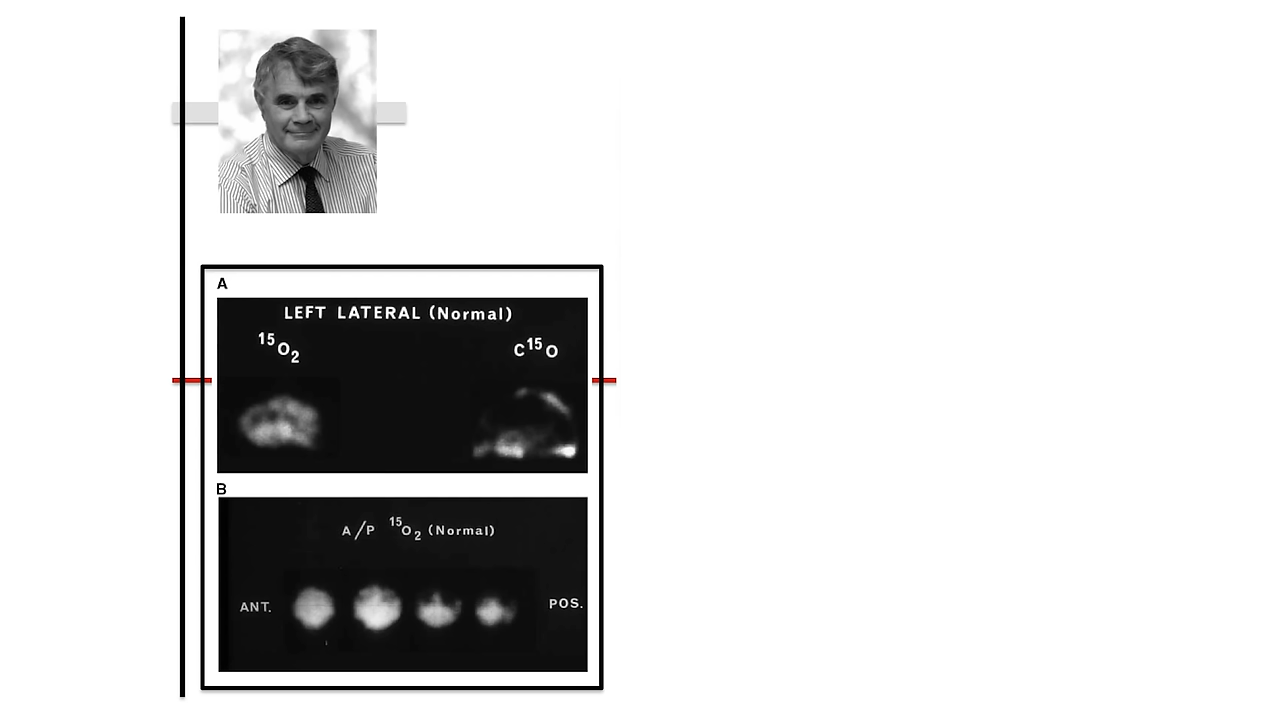 A
LEFT LATERAL (Normal)
¹⁵O₂
C¹⁵O
B
A/P ¹⁵O₂ (Normal)
ANT.
POS.